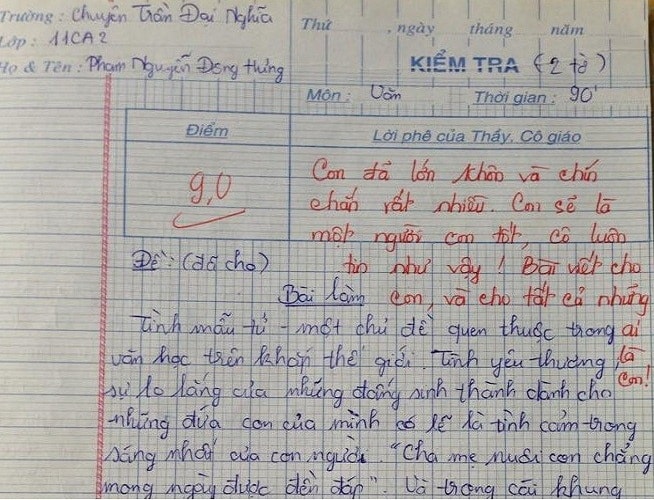 Trường : Chuyên Trần Đại Nghĩa
Lớp : 11CA2
Họ & Tên : Phạm Nguyễn Đông Hưng
Thứ , ngày tháng năm
KIỂM TRA (2 tờ)
Môn : Văn Thời gian : 90'
Điểm
Lời phê của Thầy, Cô giáo
9,0
Con đã lớn khôn và chín
chắn rất nhiều. Con sẽ là
một người con tốt, cô luôn
tin như vậy ! Bài viết cho
con, và cho tất cả những
ai
là
con!
Đề : (đã cho)
Bài làm
Tình mẫu tử - một chủ đề quen thuộc trong
văn học trên khắp thế giới. Tình yêu thương,
sự lo lắng của những đấng sinh thành dành cho
những đứa con của mình có lẽ là tình cảm trong
sáng nhất của con người. "Cha mẹ nuôi con chẳng
mong ngày được đền đáp". Và trong cái khung